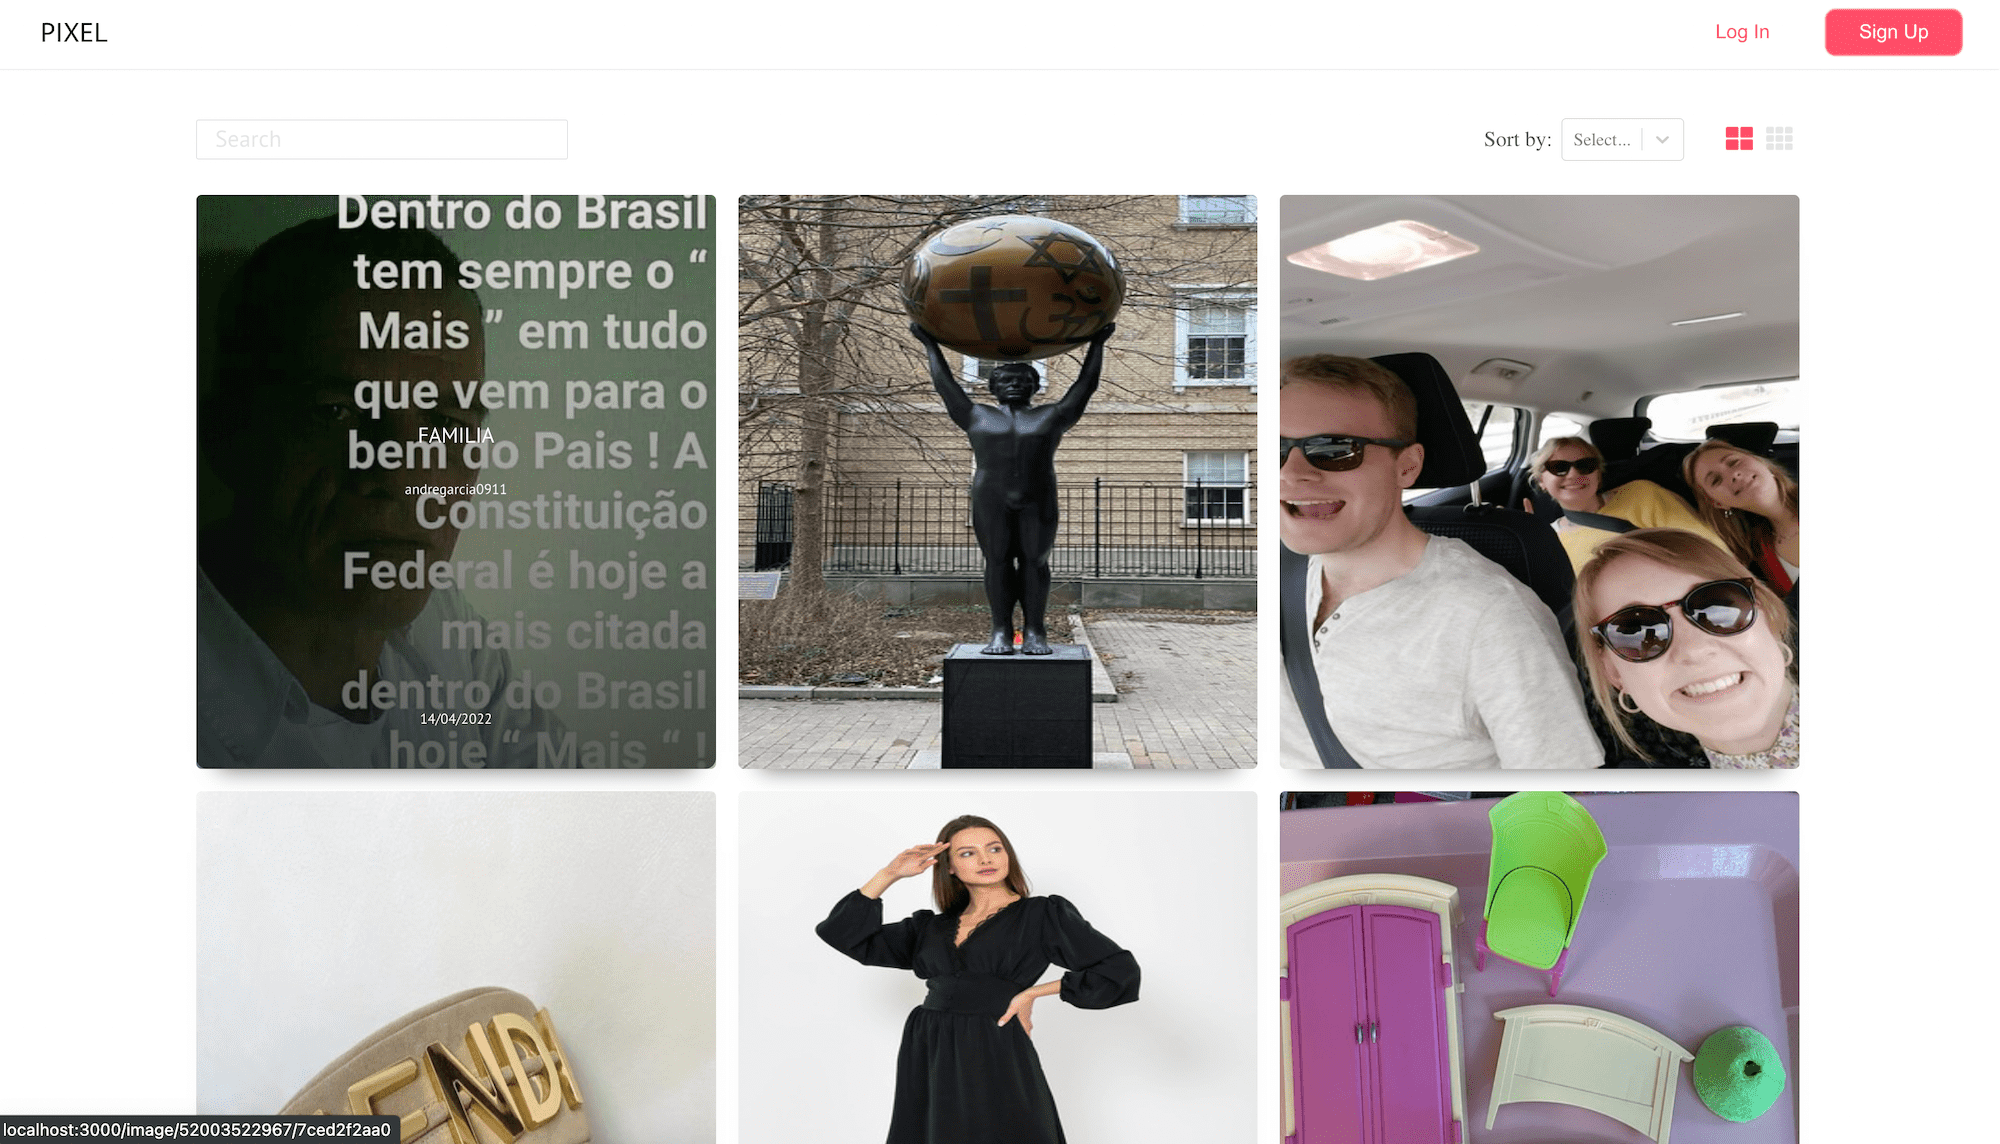 PIXEL
Log In
Sign Up
Search
Sort by:
Select...
Dentro do Brasil
tem sempre o “
Mais ” em tudo
que vem para o
FAMILIA
bem do Pais ! A
andregarcia0911
Constituição
Federal é hoje a
mais citada
dentro do Brasil
14/04/2022
hoje “ Mais “ !
FENDI
localhost:3000/image/52003522967/7ced2f2aa0